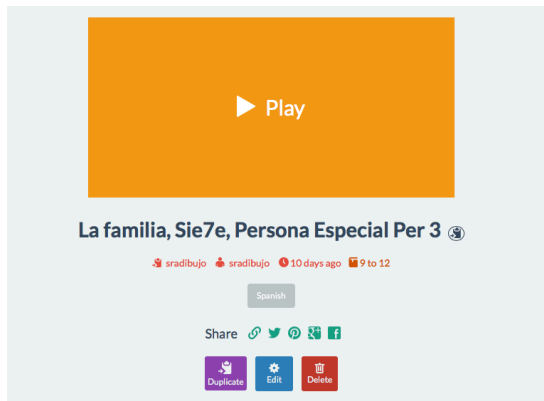 Play
La familia, Sie7e, Persona Especial Per 3
sradibujo sradibujo 10 days ago 9 to 12
Spanish
Share
Duplicate Edit Delete